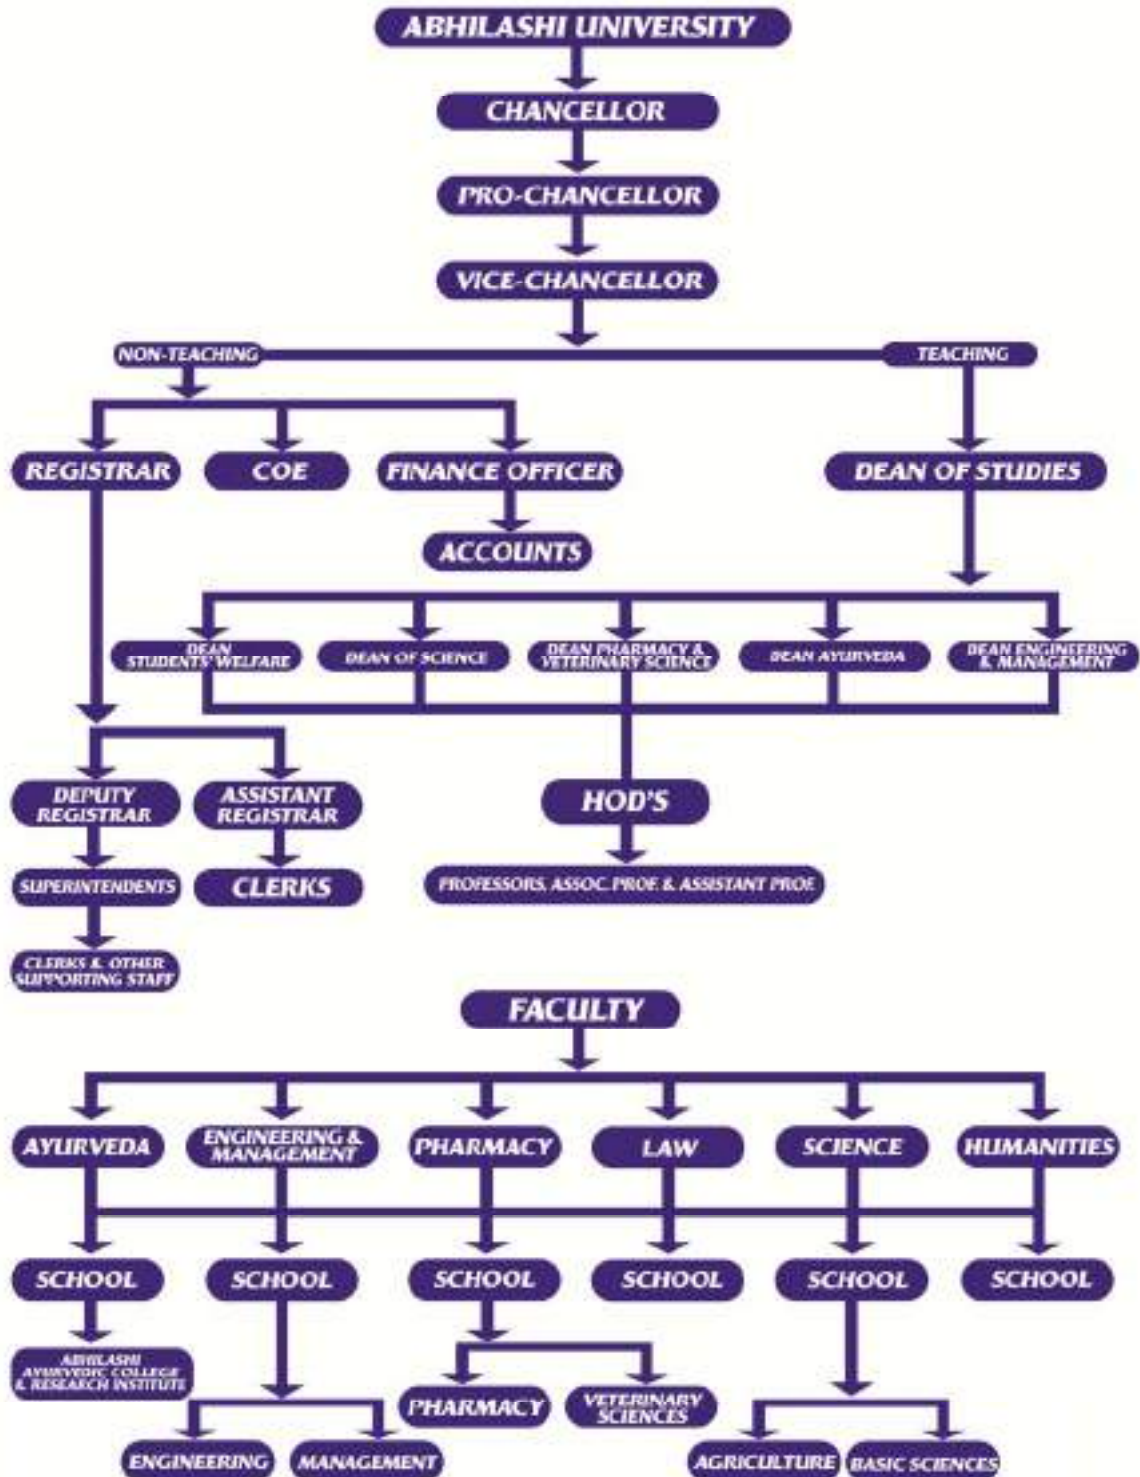 ABHILASHI UNIVERSITY
CHANCELLOR
PRO-CHANCELLOR
VICE-CHANCELLOR
NON-TEACHING
TEACHING
REGISTRAR
COE
FINANCE OFFICER
DEAN OF STUDIES
ACCOUNTS
DEAN
STUDENTS' WELFARE
DEAN OF SCIENCE
DEAN PHARMACY &
VETERINARY SCIENCE
DEAN AYURVEDA
DEAN ENGINEERING
& MANAGEMENT
DEPUTY
REGISTRAR
ASSISTANT
REGISTRAR
HOD'S
SUPERINTENDENTS
CLERKS
PROFESSORS, ASSOC. PROF. & ASSISTANT PROF.
CLERKS & OTHER
SUPPORTING STAFF
FACULTY
AYURVEDA
ENGINEERING &
MANAGEMENT
PHARMACY
LAW
SCIENCE
HUMANITIES
SCHOOL
SCHOOL
SCHOOL
SCHOOL
SCHOOL
SCHOOL
ABHILASHI
AYURVEDIC COLLEGE
& RESEARCH INSTITUTE
PHARMACY
VETERINARY
SCIENCES
ENGINEERING
MANAGEMENT
AGRICULTURE
BASIC SCIENCES